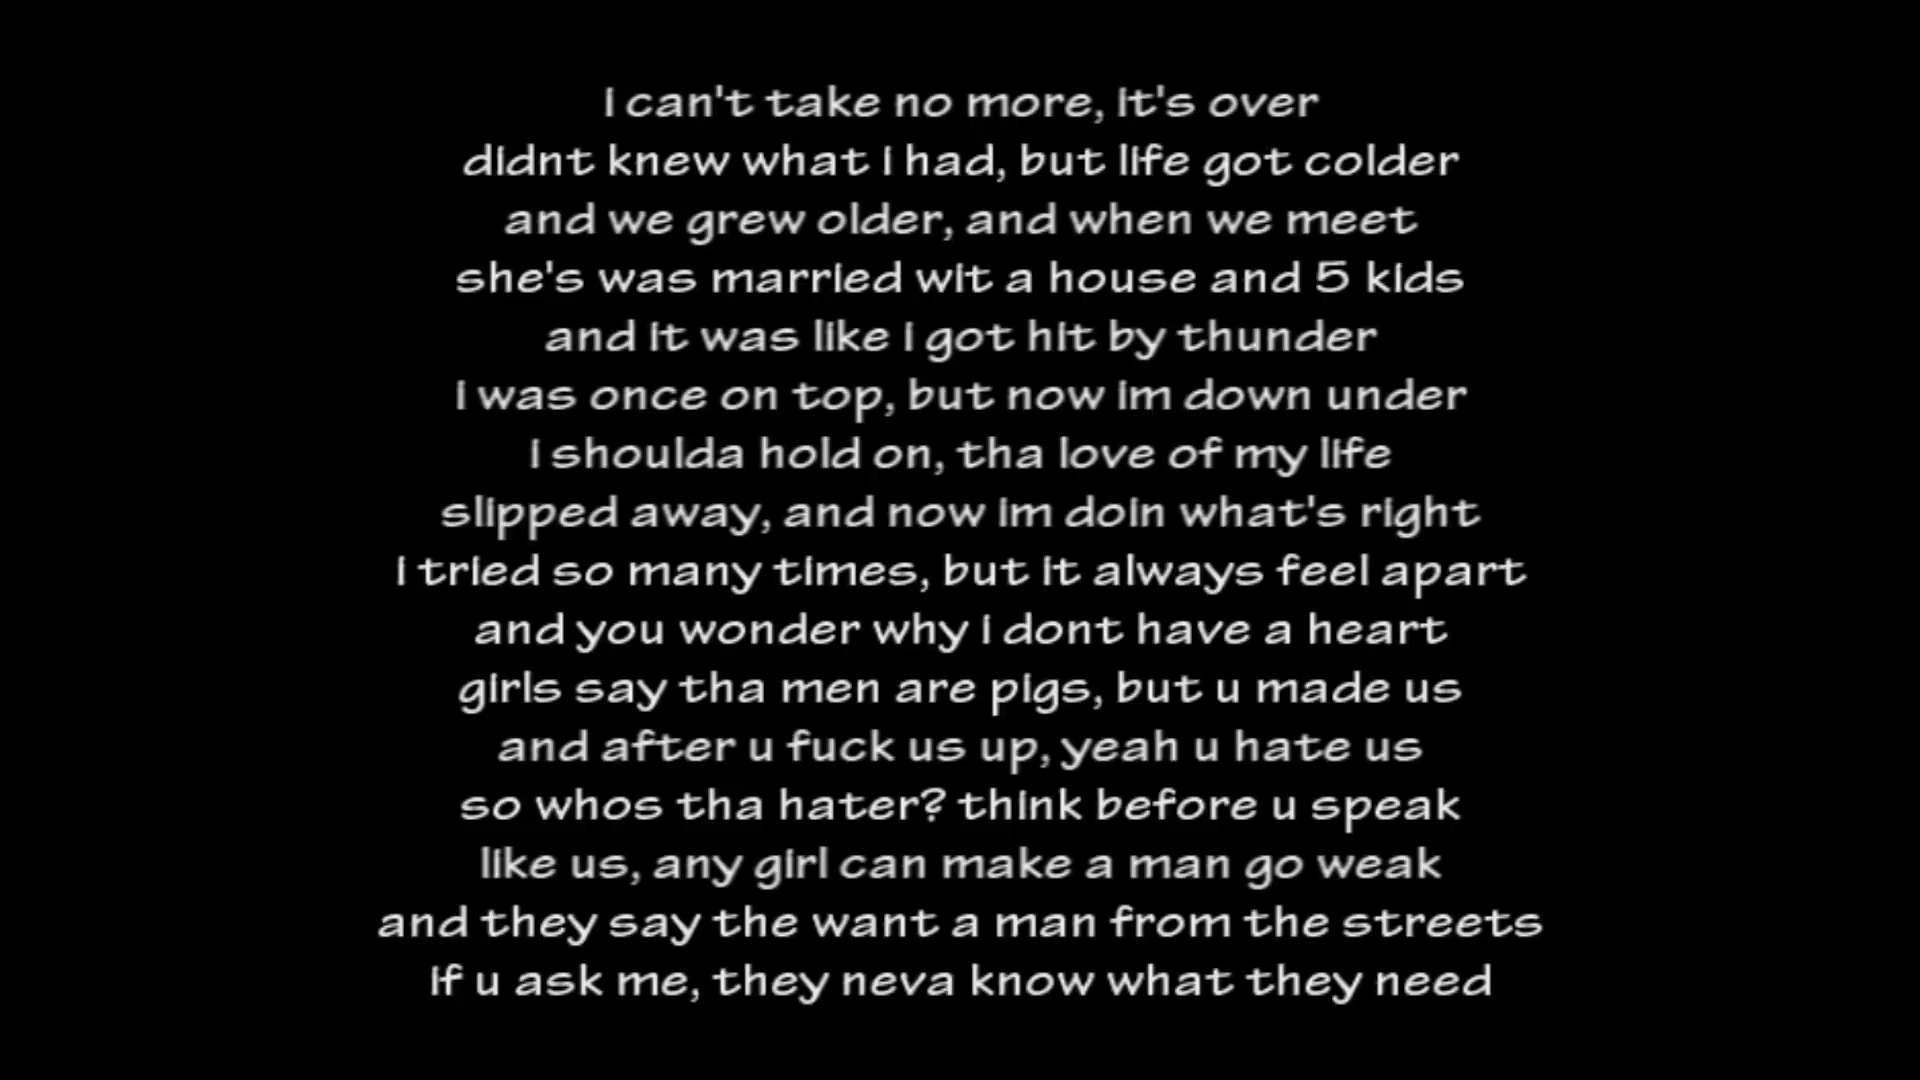 I can't take no more, it's over
didnt knew what i had, but life got colder
and we grew older, and when we meet
she's was married wit a house and 5 kids
and it was like i got hit by thunder
i was once on top, but now im down under
I shoulda hold on, tha love of my life
slipped away, and now im doin what's right
i tried so many times, but it always feel apart
and you wonder why i dont have a heart
girls say tha men are pigs, but u made us
and after u fuck us up, yeah u hate us
so whos tha hater? think before u speak
like us, any girl can make a man go weak
and they say the want a man from the streets
if u ask me, they neva know what they need